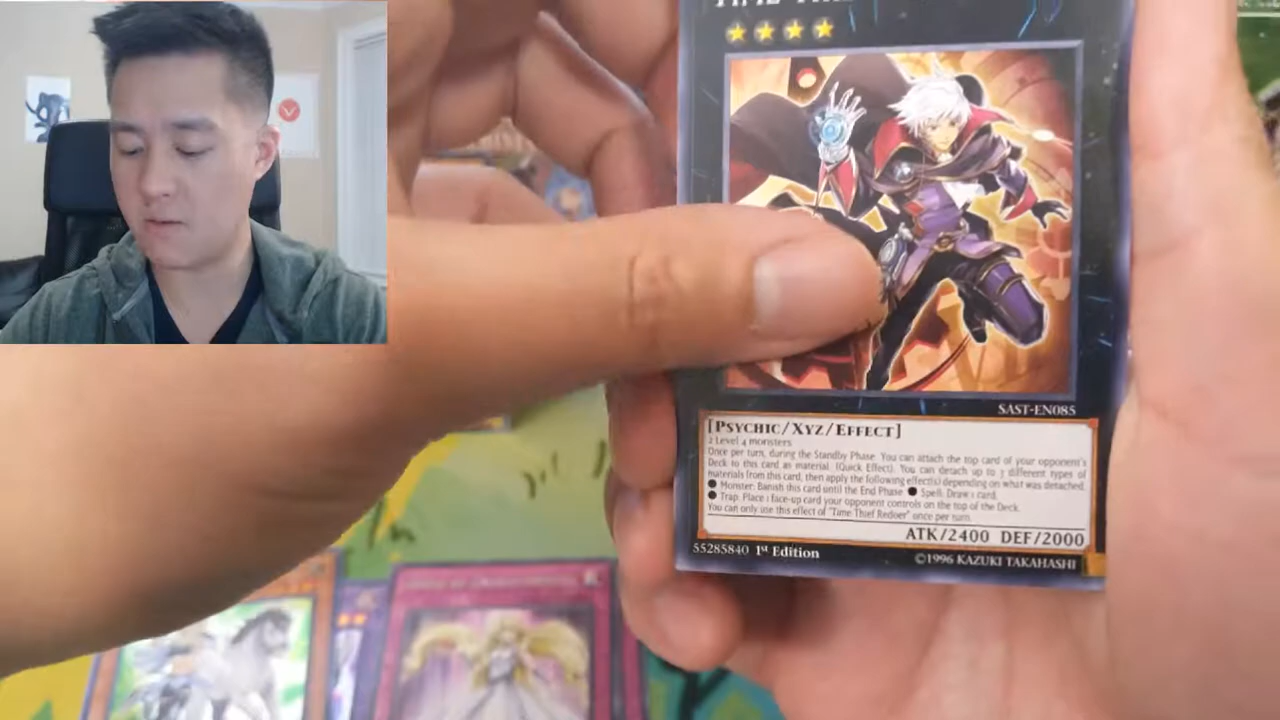 TIME
SAST-EN085
[PSYCHIC/XYZ/EFFECT]
2 Level 4 monsters
Once per turn, during the Standby Phase: You can attach the top card of your opponent's
Deck to this card as material. (Quick Effect): You can detach up to 3 different types of
materials from this card, then apply the following effect(s) depending on what was detached.
● Monster: Banish this card until the End Phase ● Spell: Draw 1 card.
● Trap: Place 1 face-up card your opponent controls on the top of the Deck.
You can only use this effect of "Time Thief Redoer" once per turn.
ATK/2400 DEF/2000
55285840 1st Edition
©1996 KAZUKI TAKAHASHI